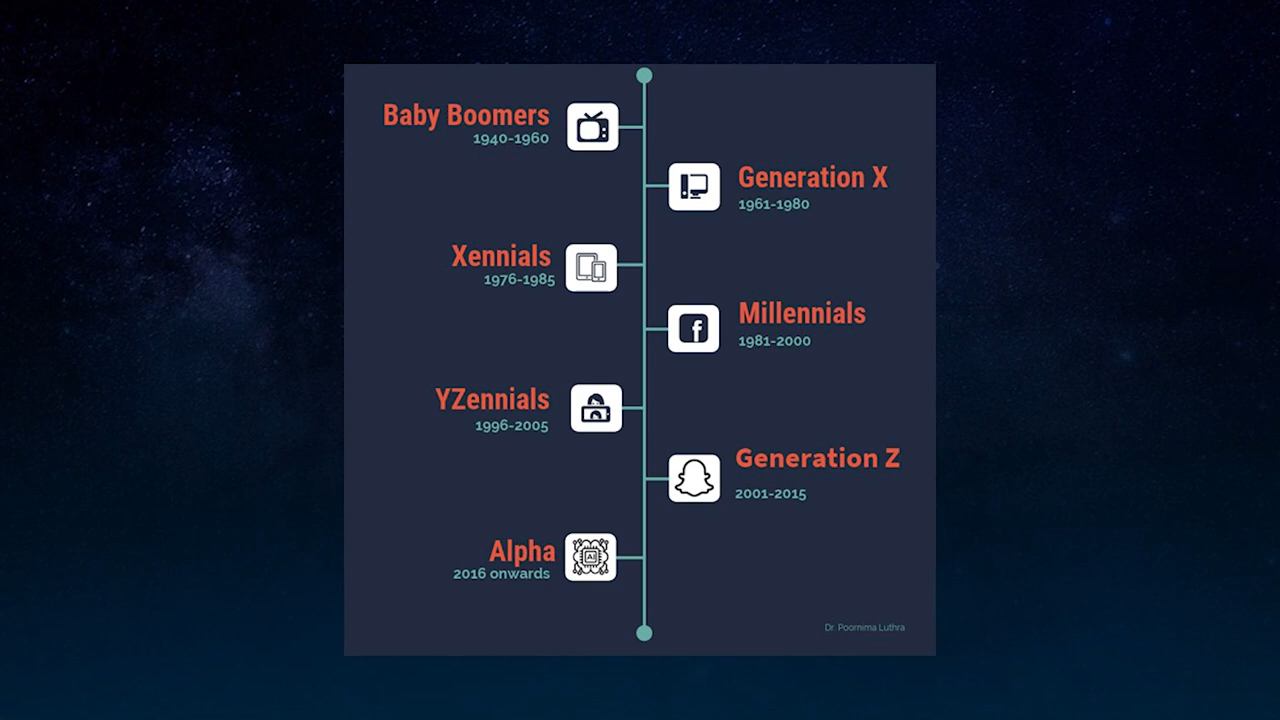 Baby Boomers
1940-1960
Generation X
1961-1980
Xennials
1976-1985
Millennials
1981-2000
f
YZennials
1996-2005
Generation Z
2001-2015
Alpha
2016 onwards
AI
Dr. Poornima Luthra